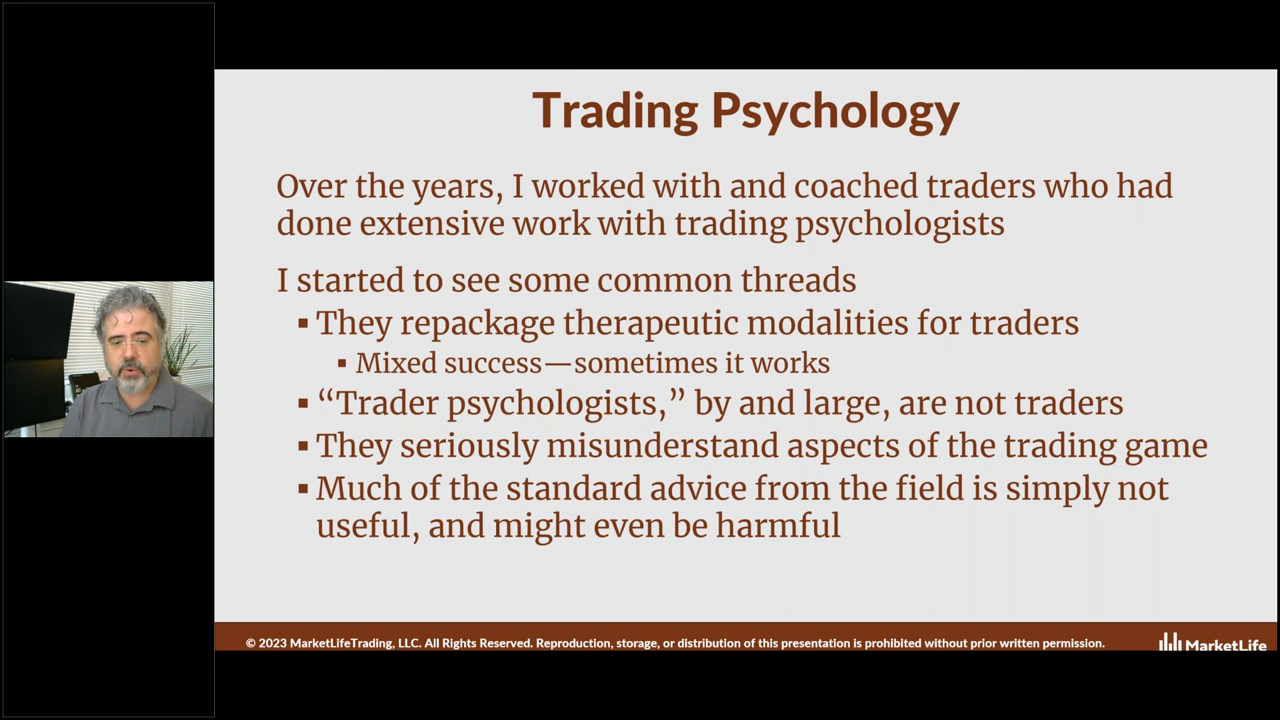 Trading Psychology
Over the years, I worked with and coached traders who had
done extensive work with trading psychologists
I started to see some common threads
▪ They repackage therapeutic modalities for traders
▪ Mixed success—sometimes it works
▪ “Trader psychologists,” by and large, are not traders
▪ They seriously misunderstand aspects of the trading game
▪ Much of the standard advice from the field is simply not
useful, and might even be harmful
© 2023 MarketLifeTrading, LLC. All Rights Reserved. Reproduction, storage, or distribution of this presentation is prohibited without prior written permission.
MarketLife